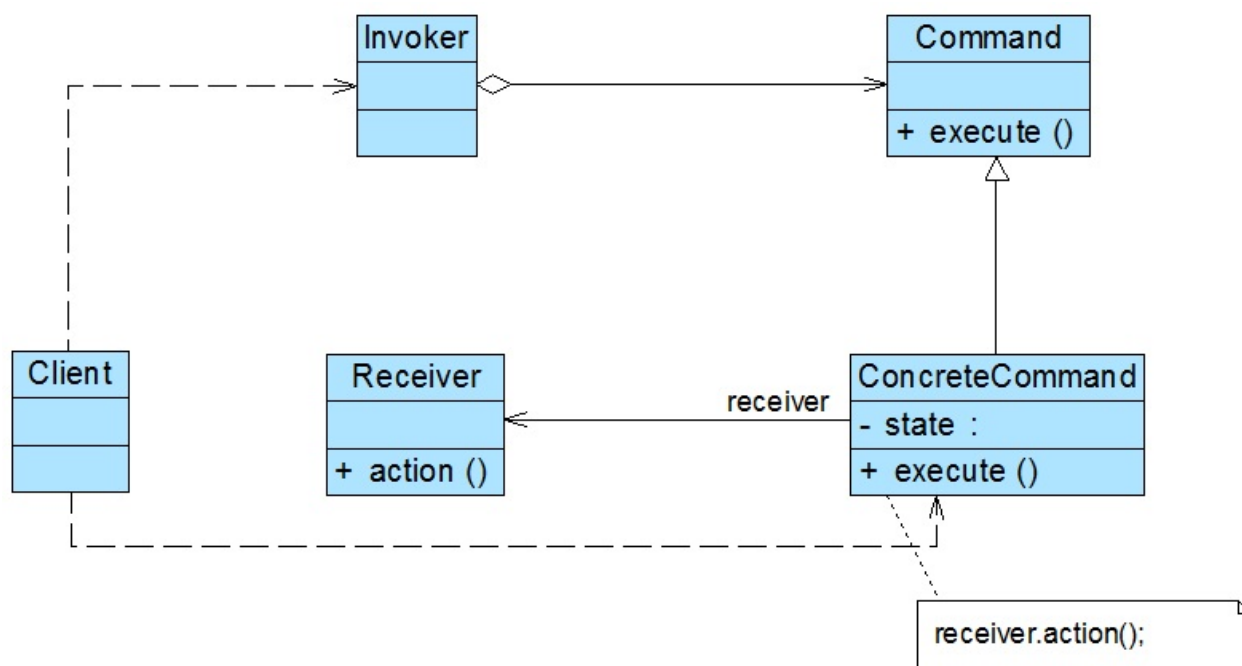 Invoker
Command
+ execute ()
Client
Receiver
+ action ()
receiver
ConcreteCommand
- state :
+ execute ()
receiver.action();